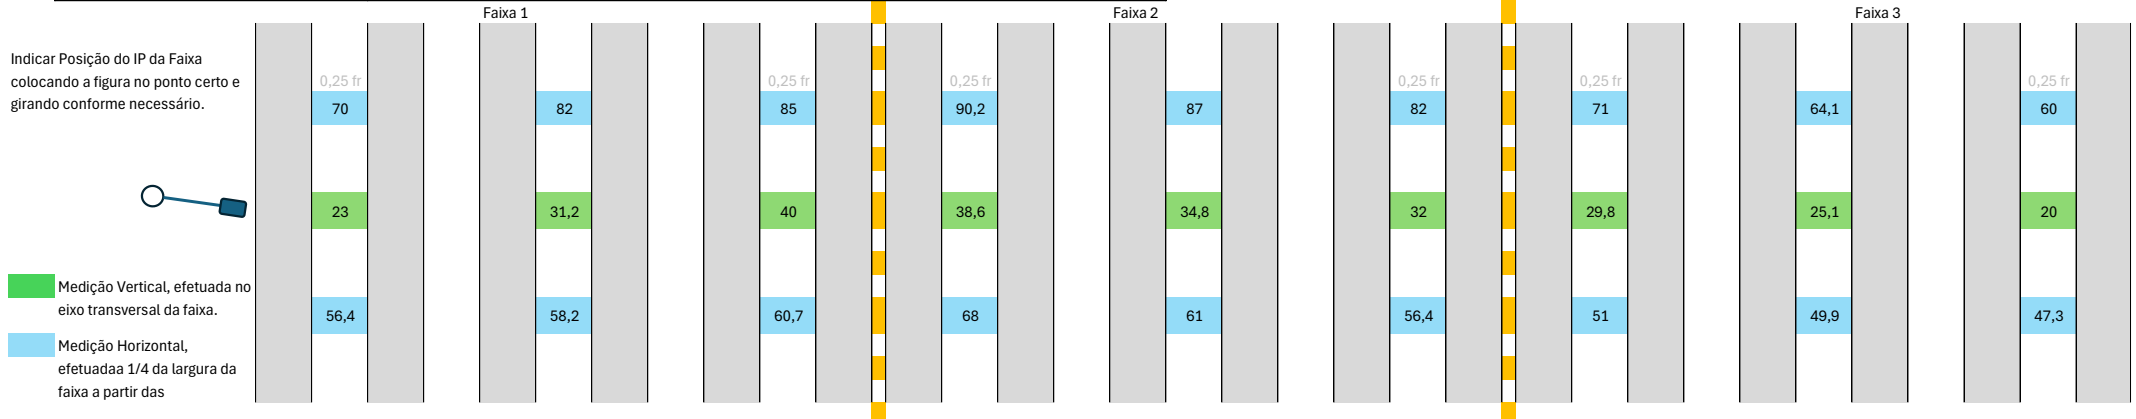 Faixa 1 Faixa 2 Faixa 3
Indicar Posição do IP da Faixa
colocando a figura no ponto certo e
girando conforme necessário.
0,25 fr 0,25 fr 0,25 fr 0,25 fr 0,25 fr 0,25 fr
70 82 85 90,2 87 82 71 64,1 60
23 31,2 40 38,6 34,8 32 29,8 25,1 20
Medição Vertical, efetuada no
eixo transversal da faixa.
56,4 58,2 60,7 68 61 56,4 51 49,9 47,3
Medição Horizontal,
efetuadaa 1/4 da largura da
faixa a partir das